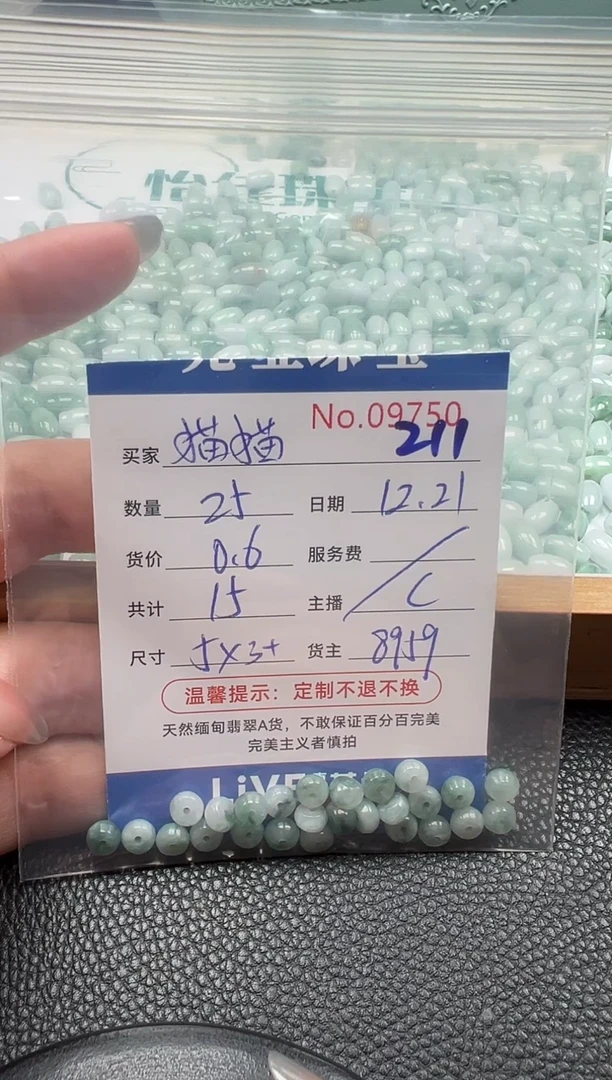 No.09750
买家 猫猫 211
数量 25 日期 12.21
货价 0.6 服务费 /
共计 15 主播 C
尺寸 5X3+ 货主 8959
温馨提示：定制不退不换
天然缅甸翡翠A货，不敢保证百分百完美
完美主义者慎拍
LiVE